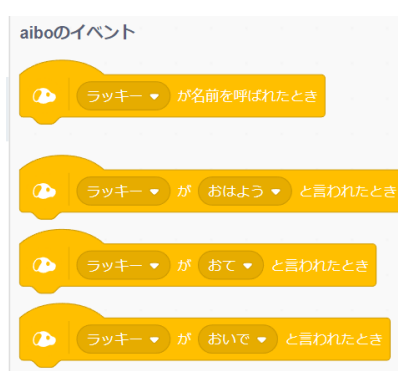 aiboのイベント
ラッキー が名前を呼ばれたとき
ラッキー が おはよう と言われたとき
ラッキー が おて と言われたとき
ラッキー が おいで と言われたとき